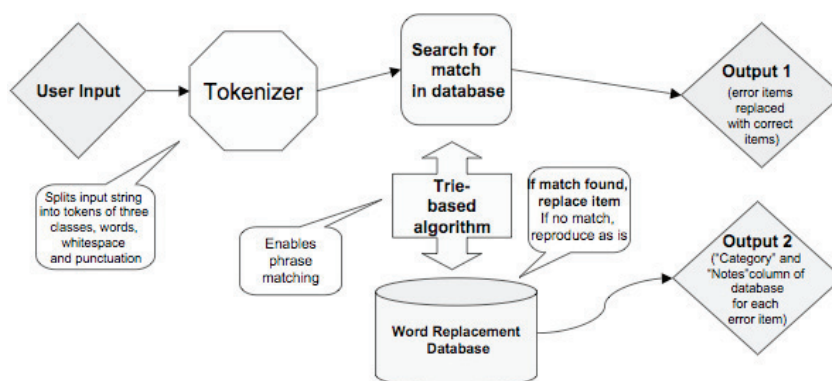 User Input
Tokenizer
Search for
match
in database
Output 1
(error items
replaced
with correct
items)
Splits input string
into tokens of three
classes, words,
whitespace
and punctuation
Enables
phrase
matching
Trie-
based
algorithm
If match found,
replace item
If no match,
reproduce as is
Word Replacement
Database
Output 2
("Category" and
"Notes"column of
database
for each
error item)